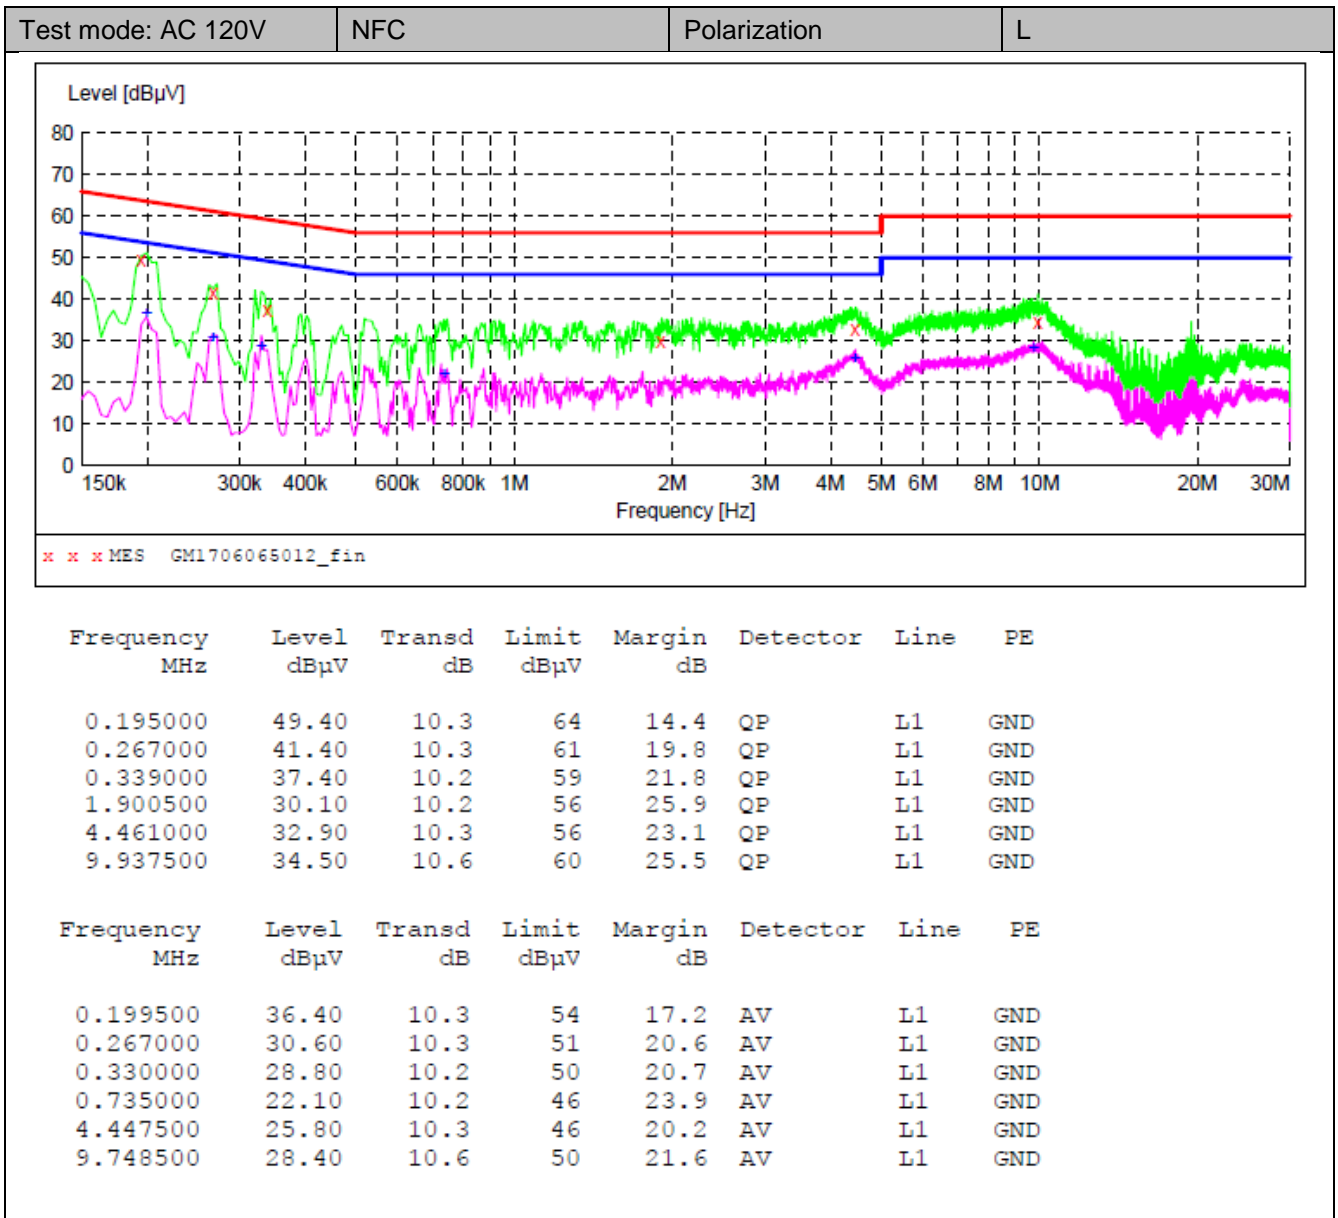 Test mode: AC 120V NFC Polarization L
Level [dBµV]
80
70
60
50
40
30
20
10
0
150k 300k 400k 600k 800k 1M 2M 3M 4M 5M 6M 8M 10M 20M 30M
Frequency [Hz]
x x x MES GM1706065012_fin
Frequency Level Transd Limit Margin Detector Line PE
MHz dBµV dB dBµV dB
0.195000 49.40 10.3 64 14.4 QP L1 GND
0.267000 41.40 10.3 61 19.8 QP L1 GND
0.339000 37.40 10.2 59 21.8 QP L1 GND
1.900500 30.10 10.2 56 25.9 QP L1 GND
4.461000 32.90 10.3 56 23.1 QP L1 GND
9.937500 34.50 10.6 60 25.5 QP L1 GND
Frequency Level Transd Limit Margin Detector Line PE
MHz dBµV dB dBµV dB
0.199500 36.40 10.3 54 17.2 AV L1 GND
0.267000 30.60 10.3 51 20.6 AV L1 GND
0.330000 28.80 10.2 50 20.7 AV L1 GND
0.735000 22.10 10.2 46 23.9 AV L1 GND
4.447500 25.80 10.3 46 20.2 AV L1 GND
9.748500 28.40 10.6 50 21.6 AV L1 GND